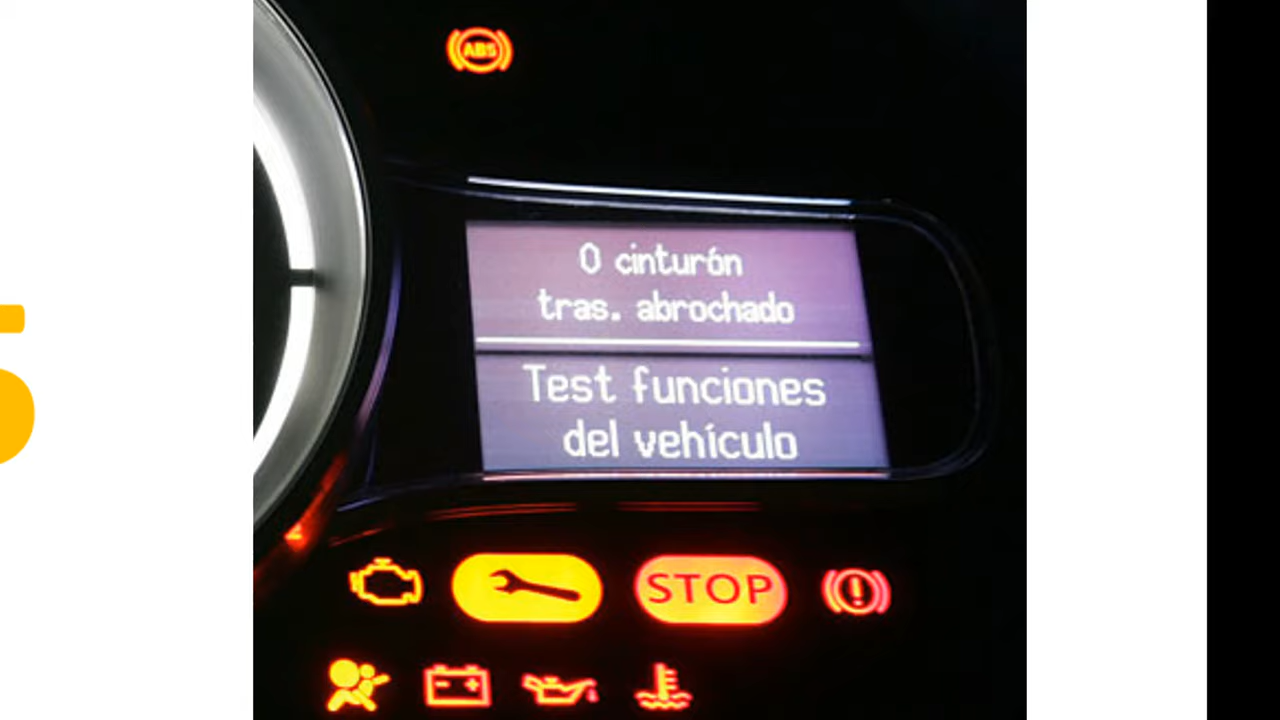 ABS
0 cinturón
tras. abrochado
Test funciones
del vehículo
STOP